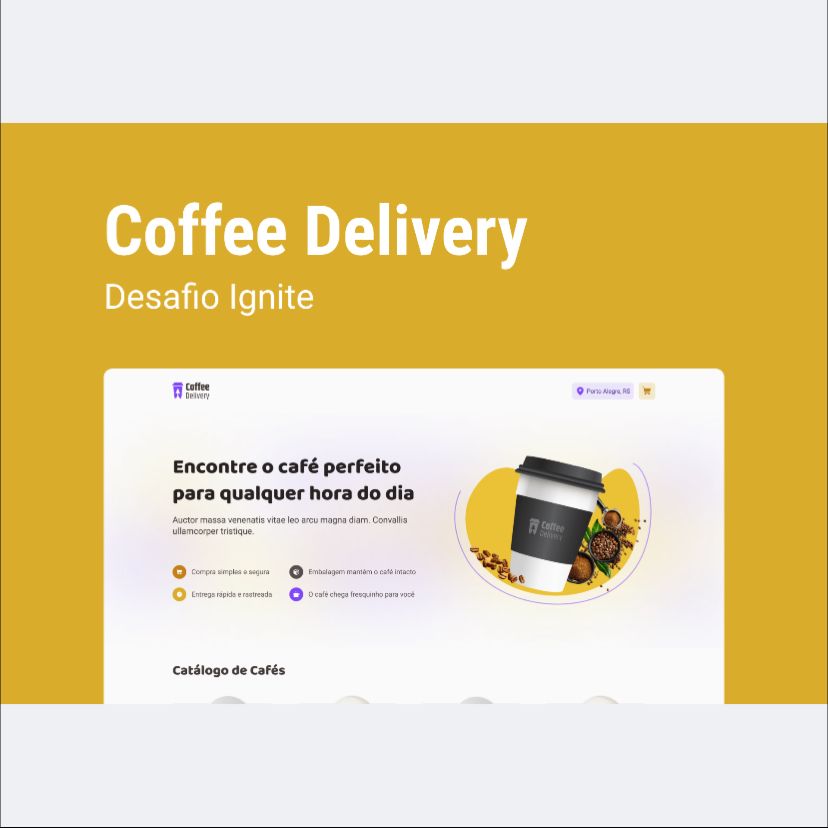 Coffee Delivery
Desafio Ignite
Coffee
Delivery
Porto Alegre, RS
Encontre o café perfeito
para qualquer hora do dia
Auctor massa venenatis vitae leo arcu magna diam. Convallis
ullamcorper tristique.
Coffee
Delivery
Compra simples e segura
Embalagem mantém o café intacto
Entrega rápida e rastreada
O café chega fresquinho para você
Catálogo de Cafés